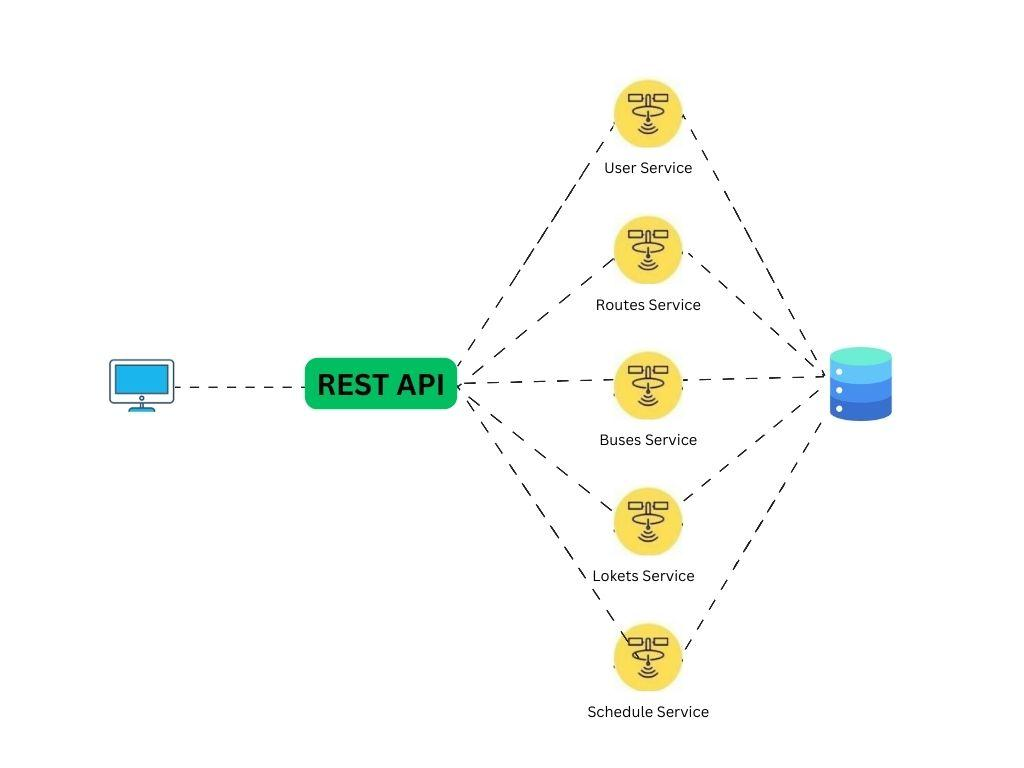 User Service
Routes Service
REST API
Buses Service
Lokets Service
Schedule Service